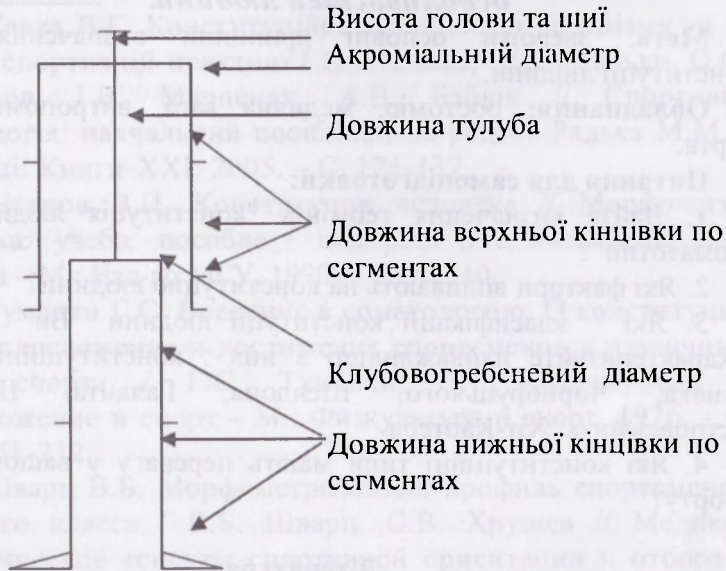 Висота голови та шиї
Акроміальний діаметр
Довжина тулуба
Довжина верхньої кінцівки по
сегментах
Клубовогребсневий діаметр
Довжина нижньої кінцівки по
сегментах